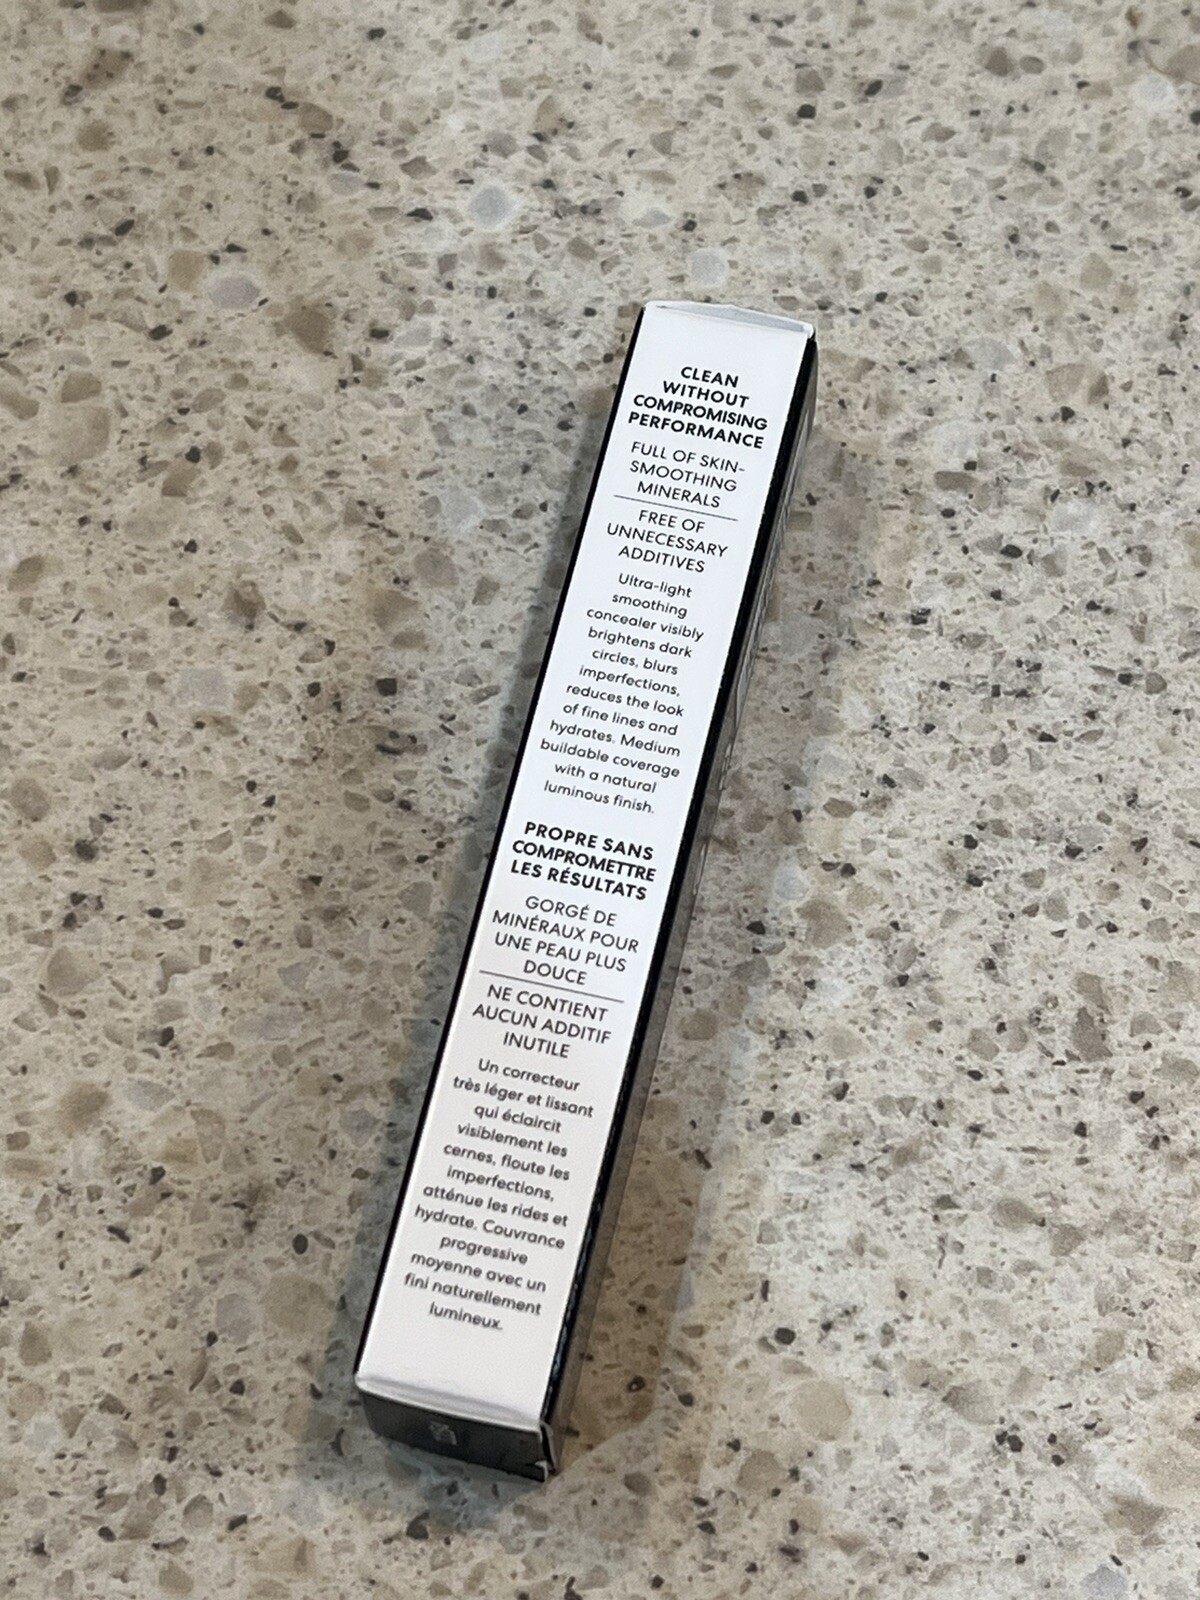 CLEAN
WITHOUT
COMPROMISING
PERFORMANCE
FULL OF SKIN-
SMOOTHING
MINERALS
FREE OF
UNNECESSARY
ADDITIVES
Ultra-light
smoothing
concealer visibly
brightens dark
circles, blurs
imperfections,
reduces the look
of fine lines and
hydrates. Medium
buildable coverage
with a natural
luminous finish.
PROPRE SANS
COMPROMETTRE
LES RÉSULTATS
GORGÉ DE
MINÉRAUX POUR
UNE PEAU PLUS
DOUCE
NE CONTIENT
AUCUN ADDITIF
INUTILE
Un correcteur
très léger et lissant
qui éclaircit
visiblement les
cernes, floute les
imperfections,
atténue les rides et
hydrate. Couvrance
progressive
moyenne avec un
fini naturellement
lumineux.